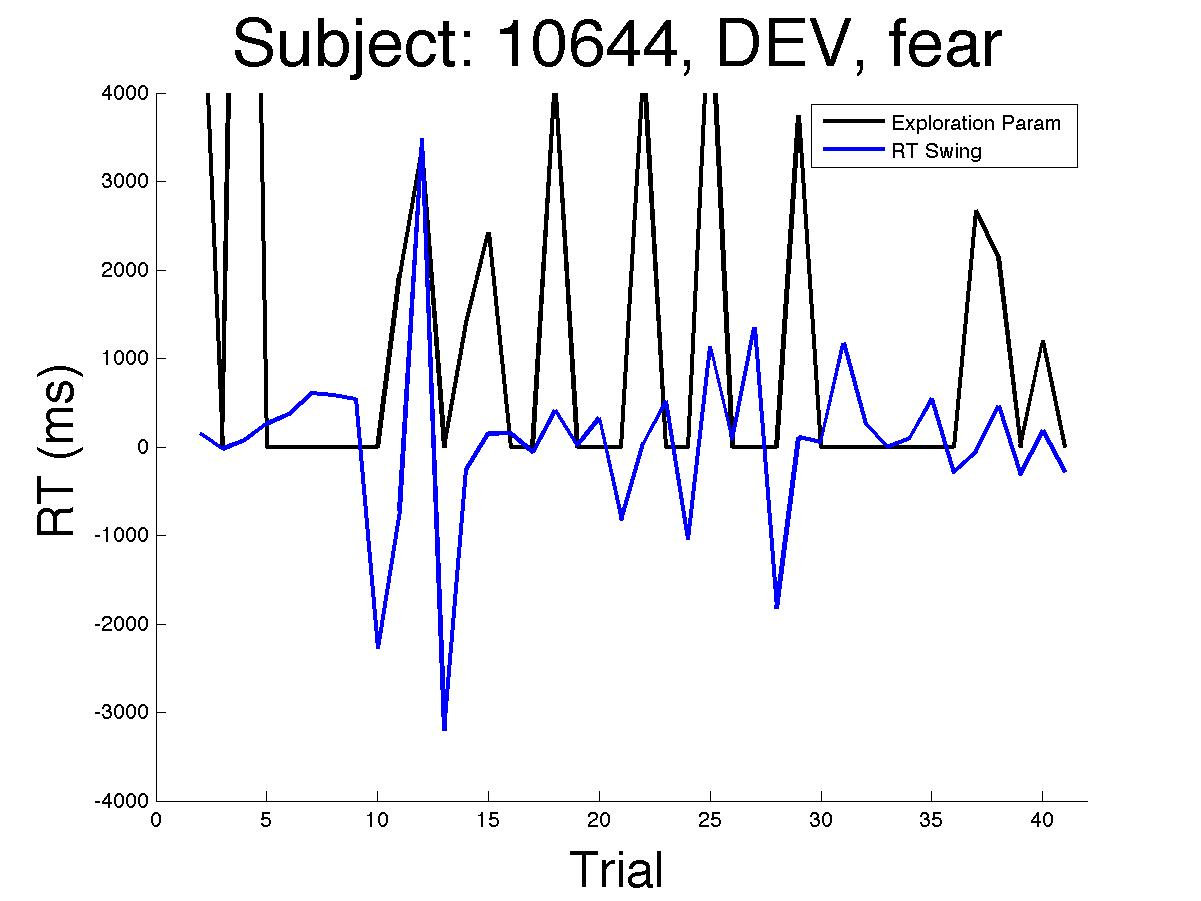 Subject: 10644, DEV, fear
Exploration Param
RT Swing
4000
3000
2000
1000
0
-1000
-2000
-3000
-4000
RT (ms)
0 5 10 15 20 25 30 35 40
Trial